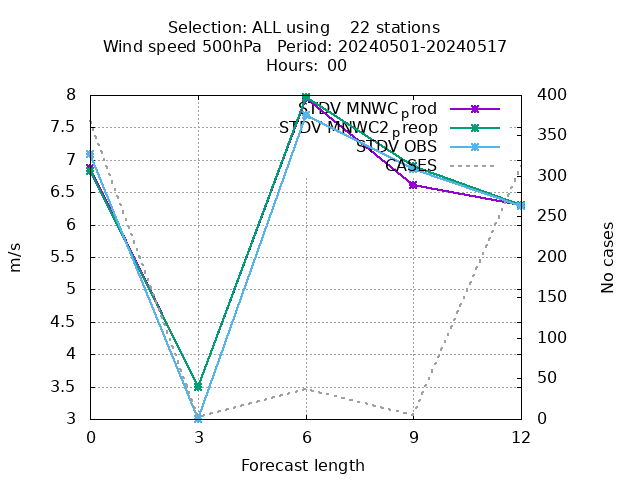 Selection: ALL using    22 stations
Wind speed 500hPa   Period: 20240501-20240517
Hours:  00
8 400
STDV MNWCprod
STDV MNWC2preop
7.5 350
STDV OBS
7 CASES 300
6.5 250
6 200
5.5
5 150
4.5 100
4
3.5 50
3 0
0 3 6 9 12
Forecast length
m/s
No cases